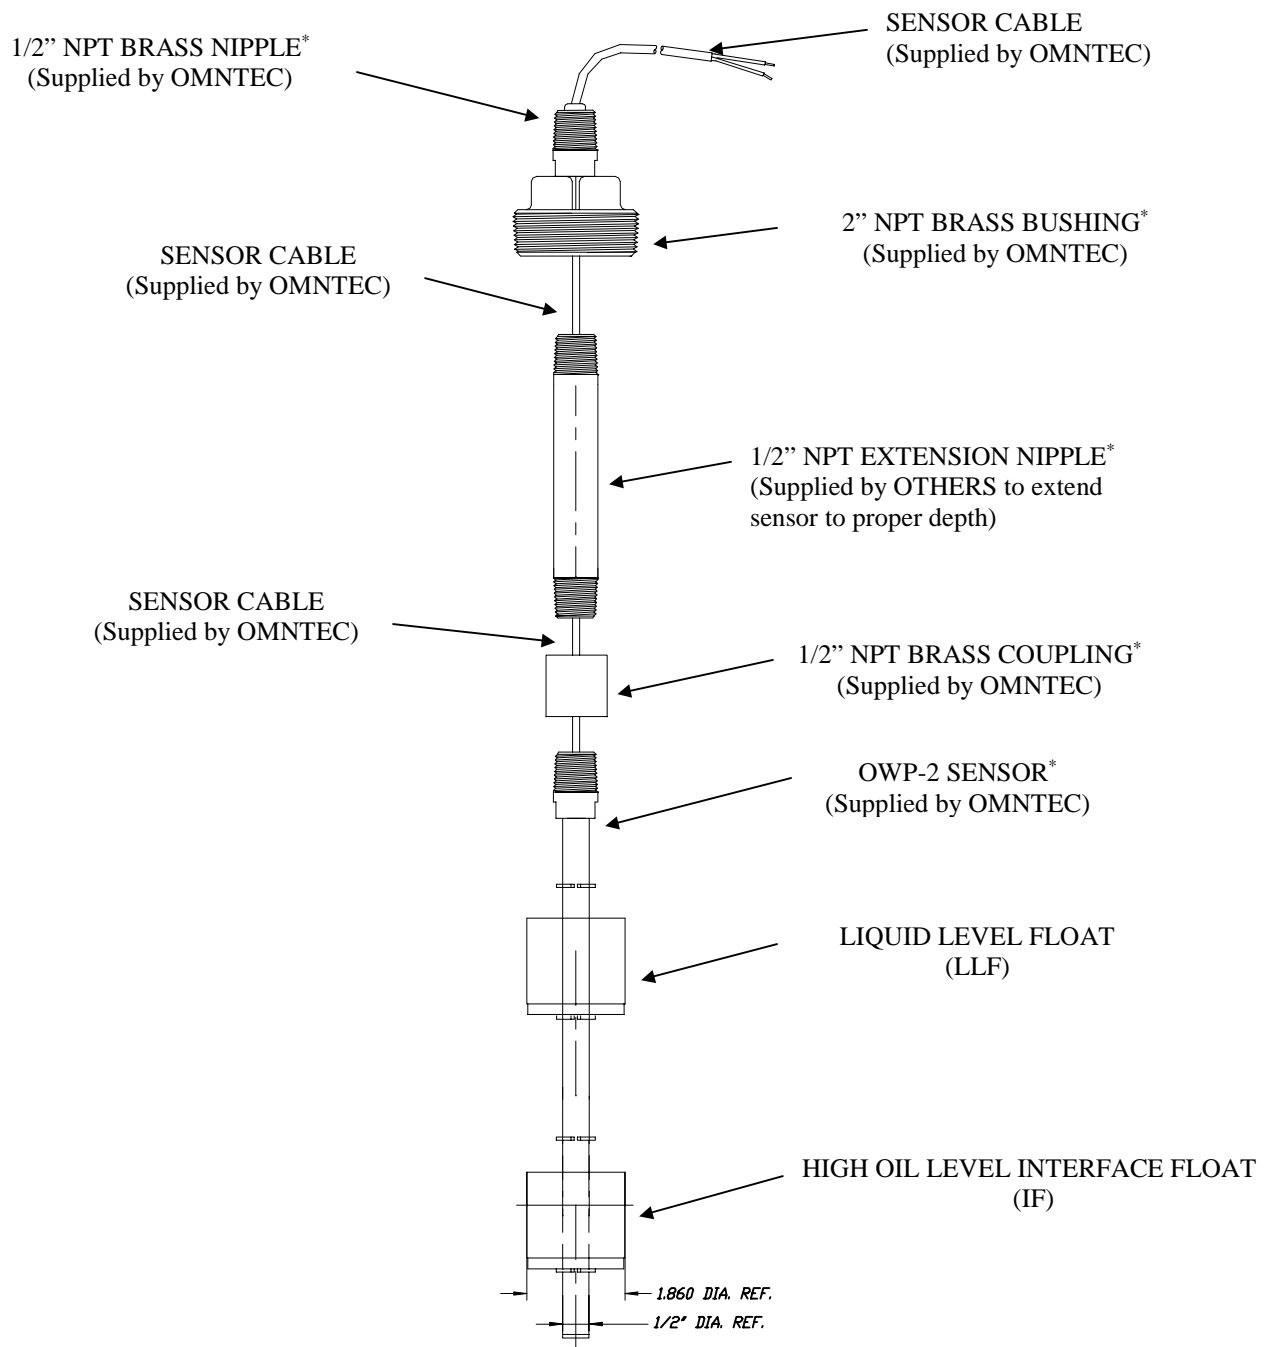 SENSOR CABLE
(Supplied by OMNTEC)
1/2” NPT BRASS NIPPLE*
(Supplied by OMNTEC)
2” NPT BRASS BUSHING*
(Supplied by OMNTEC)
SENSOR CABLE
(Supplied by OMNTEC)
1/2” NPT EXTENSION NIPPLE*
(Supplied by OTHERS to extend
sensor to proper depth)
SENSOR CABLE
(Supplied by OMNTEC)
1/2” NPT BRASS COUPLING*
(Supplied by OMNTEC)
OWP-2 SENSOR*
(Supplied by OMNTEC)
LIQUID LEVEL FLOAT
(LLF)
HIGH OIL LEVEL INTERFACE FLOAT
(IF)
1.860 DIA. REF.
1/2" DIA. REF.